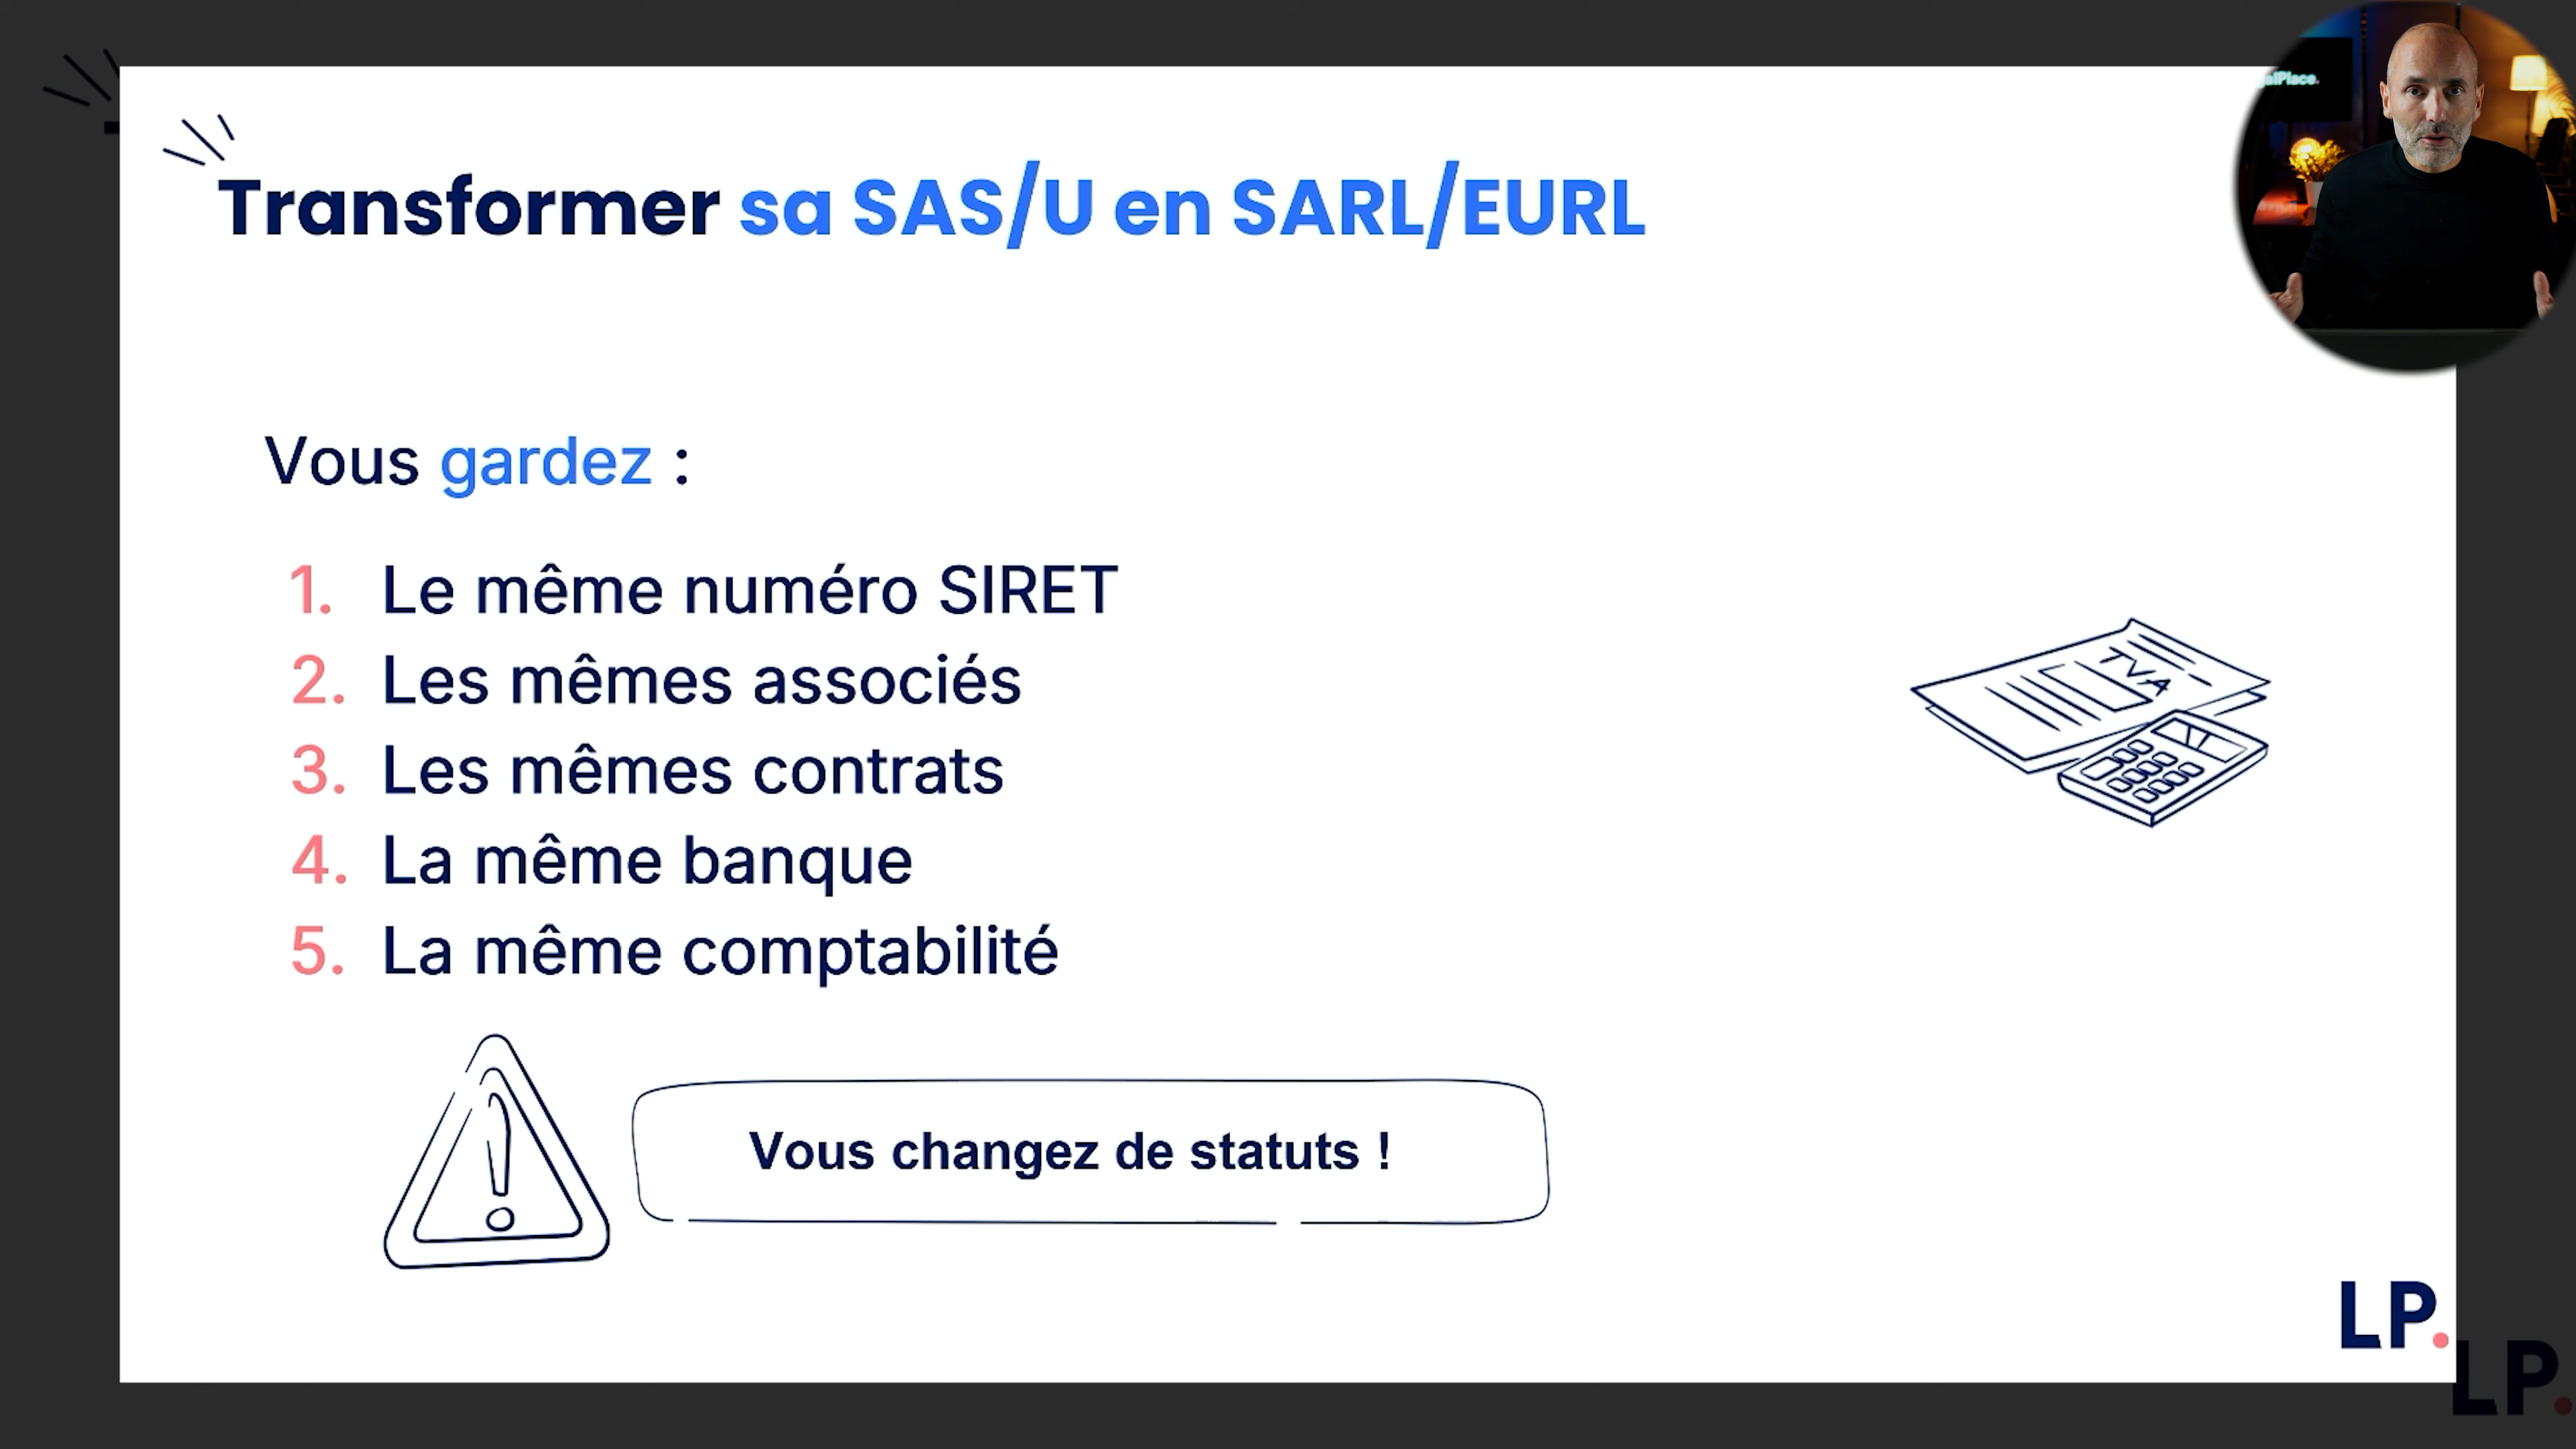 alPlace.
Transformer sa SAS/U en SARL/EURL
Vous gardez :
1. Le même numéro SIRET
2. Les mêmes associés
3. Les mêmes contrats
4. La même banque
5. La même comptabilité
TVA
Vous changez de statuts !
LP.
LP.